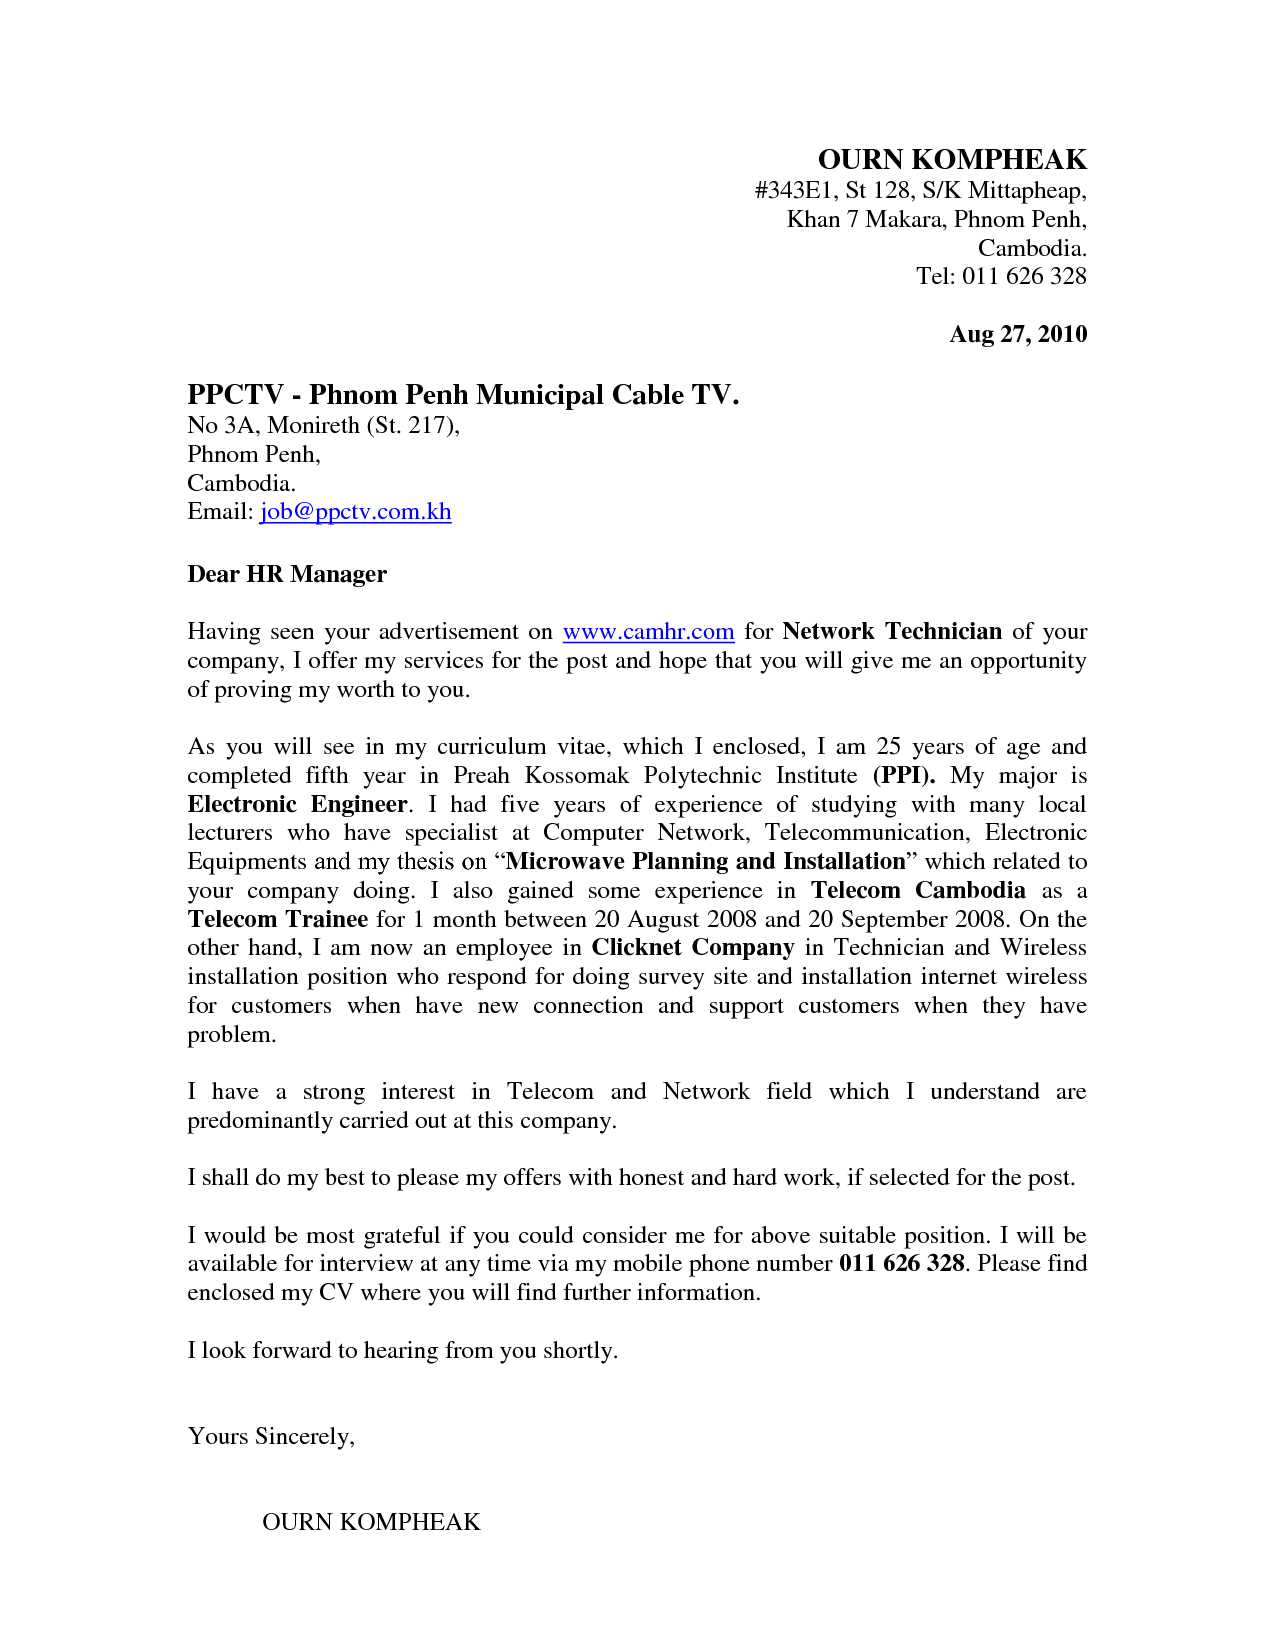 OURN KOMPHEAK
#343E1, St 128, S/K Mittapheap,
Khan 7 Makara, Phnom Penh,
Cambodia.
Tel: 011 626 328
Aug 27, 2010
PPCTV - Phnom Penh Municipal Cable TV.
No 3A, Monireth (St. 217),
Phnom Penh,
Cambodia.
Email: job@ppctv.com.kh
Dear HR Manager
Having seen your advertisement on www.camhr.com for Network Technician of your
company, I offer my services for the post and hope that you will give me an opportunity
of proving my worth to you.
As you will see in my curriculum vitae, which I enclosed, I am 25 years of age and
completed fifth year in Preah Kossomak Polytechnic Institute (PPI). My major is
Electronic Engineer. I had five years of experience of studying with many local
lecturers who have specialist at Computer Network, Telecommunication, Electronic
Equipments and my thesis on “Microwave Planning and Installation” which related to
your company doing. I also gained some experience in Telecom Cambodia as a
Telecom Trainee for 1 month between 20 August 2008 and 20 September 2008. On the
other hand, I am now an employee in Clicknet Company in Technician and Wireless
installation position who respond for doing survey site and installation internet wireless
for customers when have new connection and support customers when they have
problem.
I have a strong interest in Telecom and Network field which I understand are
predominantly carried out at this company.
I shall do my best to please my offers with honest and hard work, if selected for the post.
I would be most grateful if you could consider me for above suitable position. I will be
available for interview at any time via my mobile phone number 011 626 328. Please find
enclosed my CV where you will find further information.
I look forward to hearing from you shortly.
Yours Sincerely,
OURN KOMPHEAK